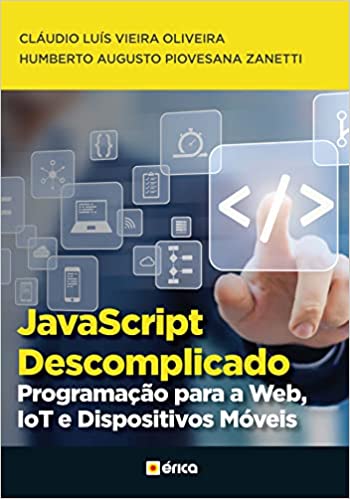 CLÁUDIO LUÍS VIEIRA OLIVEIRA
HUMBERTO AUGUSTO PIOVESANA ZANETTI
</>
JavaScript
Descomplicado
Programação para a Web,
IoT e Dispositivos Móveis
érica